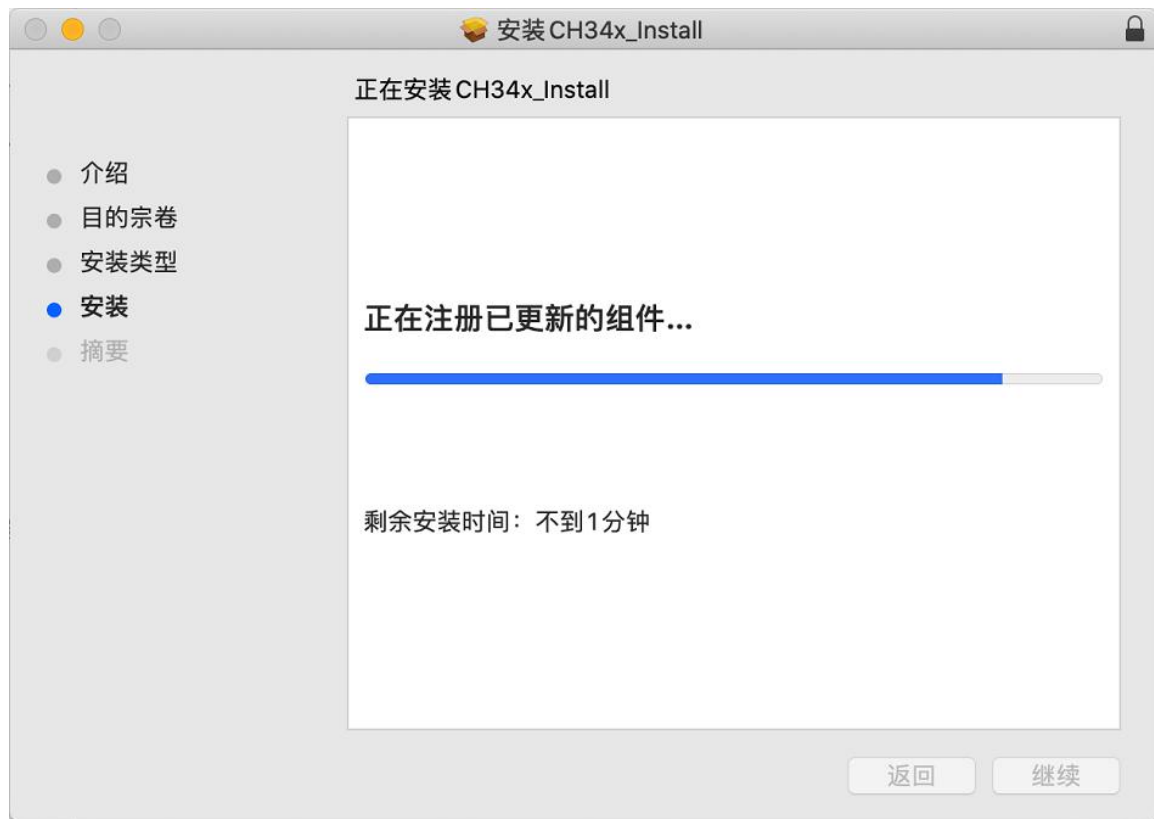 安装CH34x_Install
正在安装CH34x_Install
介绍
目的宗卷
安装类型
安装
摘要
正在注册已更新的组件...
剩余安装时间：不到1分钟
返回
继续